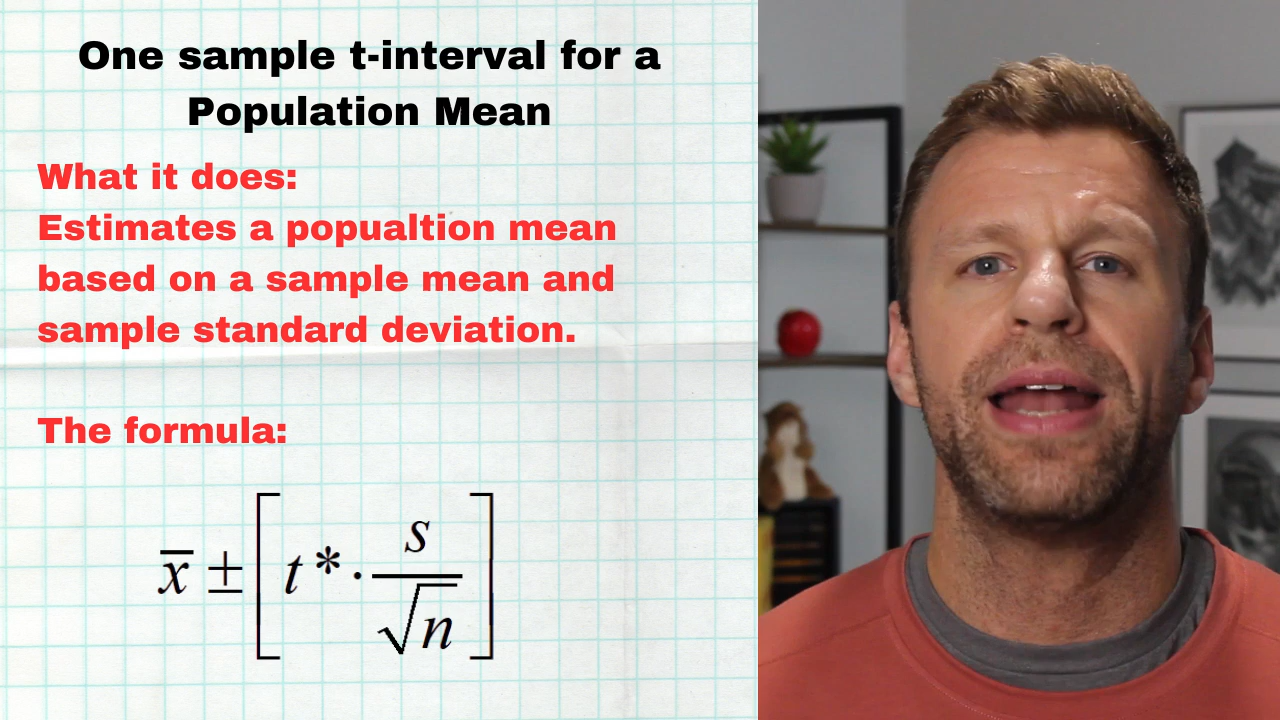 One sample t-interval for a
Population Mean
What it does:
Estimates a popualtion mean
based on a sample mean and
sample standard deviation.
The formula:
x̅ ± [ t * · s / √n ]